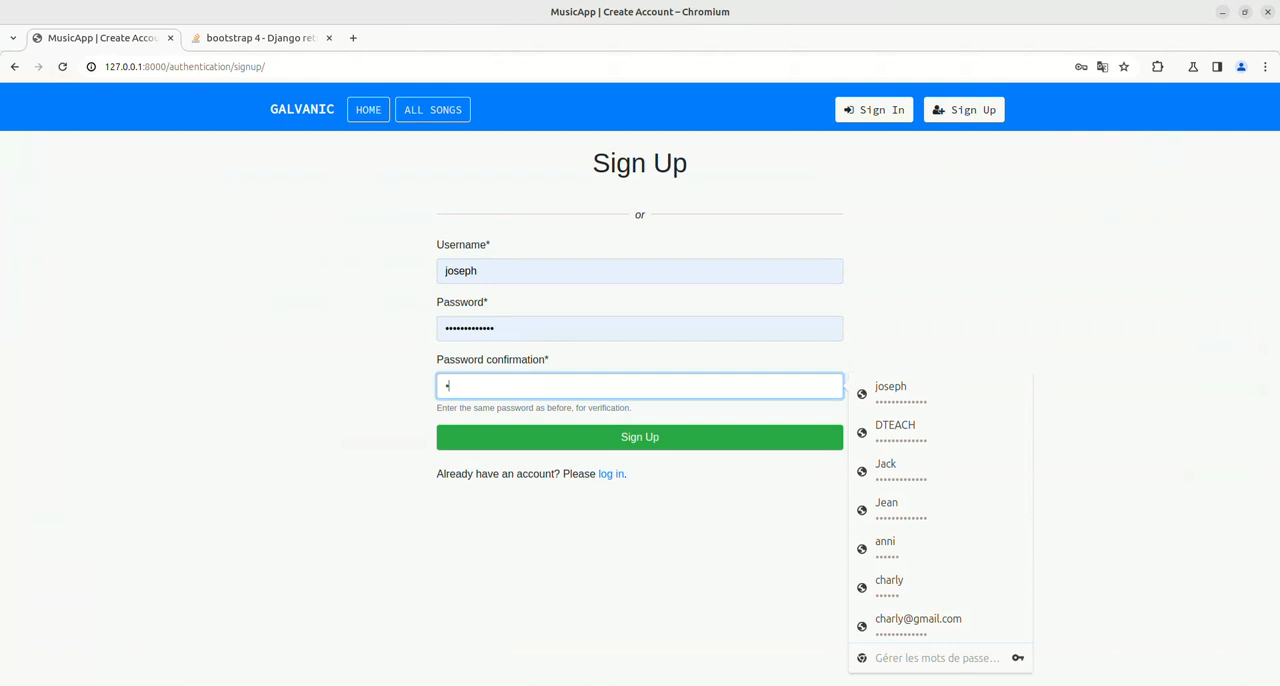 MusicApp | Create Account – Chromium
MusicApp | Create Accou
bootstrap 4 - Django ret
127.0.0.1:8000/authentication/signup/
GALVANIC HOME ALL SONGS Sign In Sign Up
Sign Up
or
Username*
joseph
Password*
•••••••••••••
Password confirmation*
•
Enter the same password as before, for verification.
Sign Up
Already have an account? Please log in.
joseph
•••••••••••••
DTEACH
•••••••••••••
Jack
•••••••••••••
Jean
•••••••••••••
anni
••••••
charly
••••••
charly@gmail.com
•••••••••••••
Gérer les mots de passe…